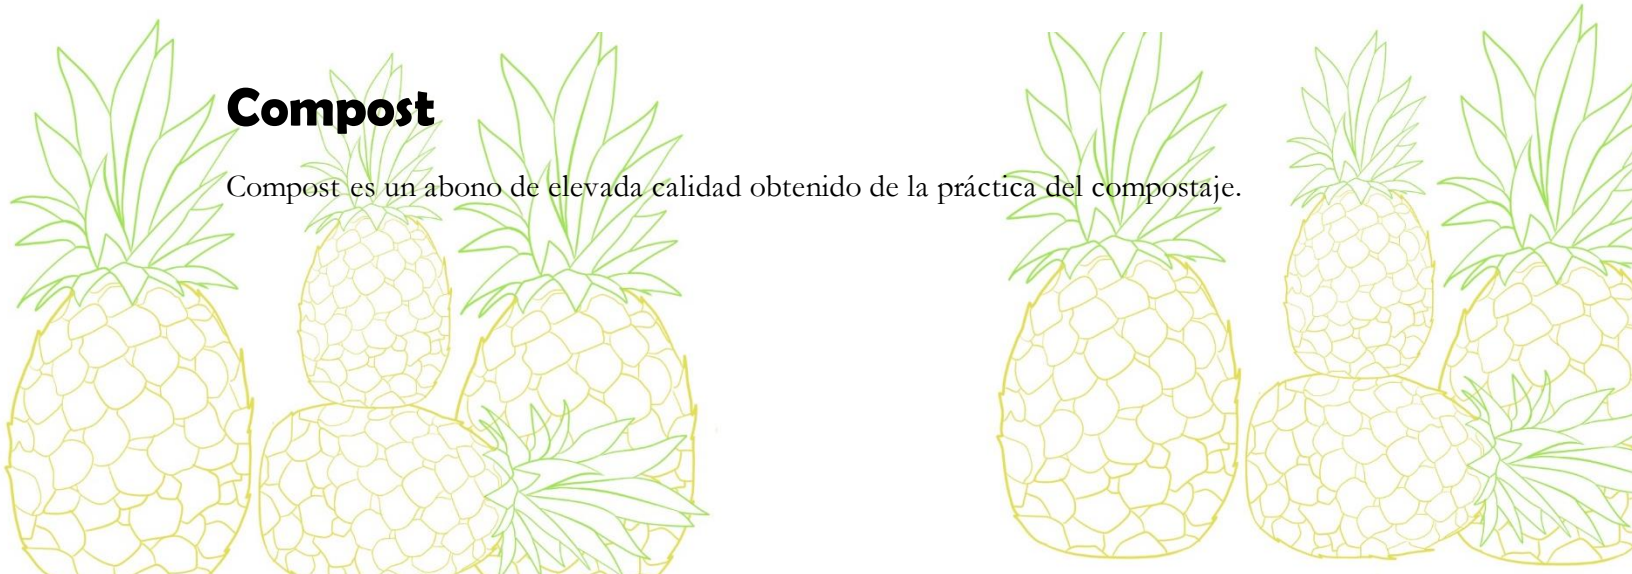 Compost
Compost es un abono de elevada calidad obtenido de la práctica del compostaje.